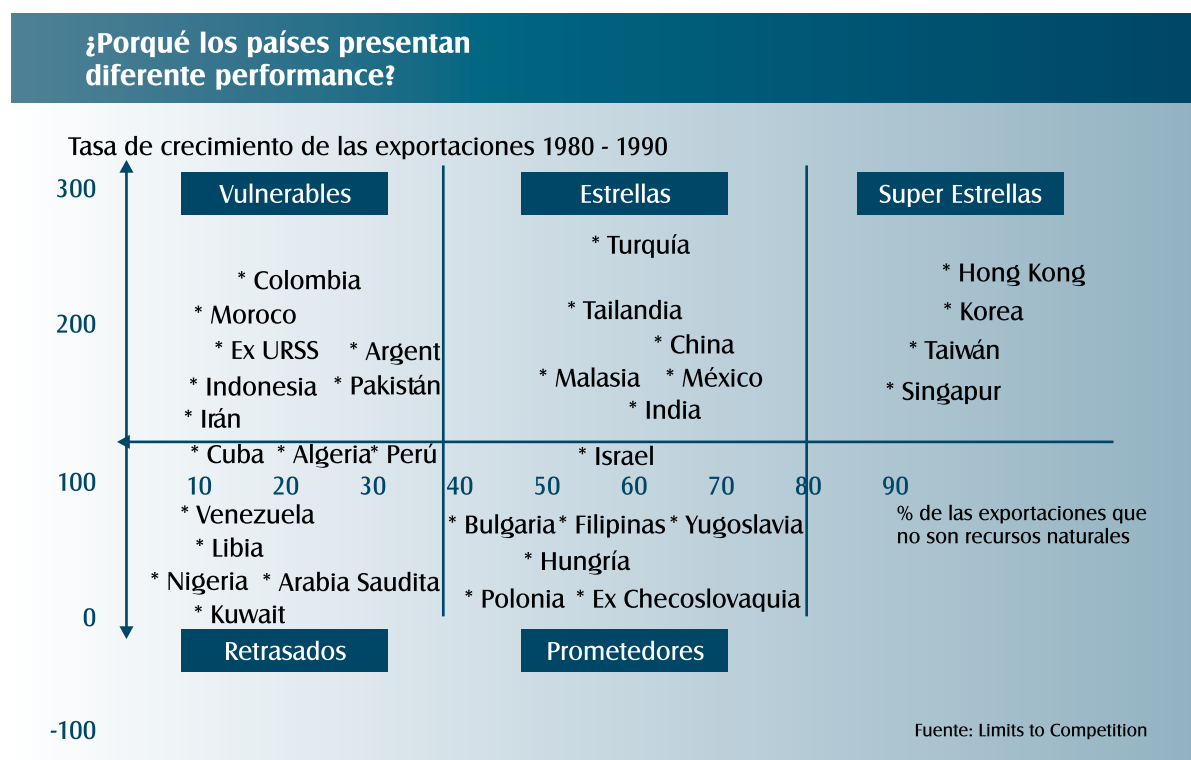 ¿Porqué los países presentan
diferente performance?
Tasa de crecimiento de las exportaciones 1980 - 1990
300
Vulnerables
Estrellas
Super Estrellas
* Turquía
* Colombia
* Hong Kong
* Moroco
* Tailandia
* Korea
200
* Ex URSS
* Argent
* China
* Taiwán
* Indonesia
* Pakistán
* Malasia
* México
* Singapur
* Irán
* India
* Cuba
* Algeria
* Perú
* Israel
100
10
20
30
40
50
60
70
80
90
* Venezuela
* Bulgaria
* Filipinas
* Yugoslavia
% de las exportaciones que
no son recursos naturales
* Libia
* Hungría
* Nigeria
* Arabia Saudita
* Polonia
* Ex Checoslovaquia
0
* Kuwait
Retrasados
Prometedores
-100
Fuente: Limits to Competition